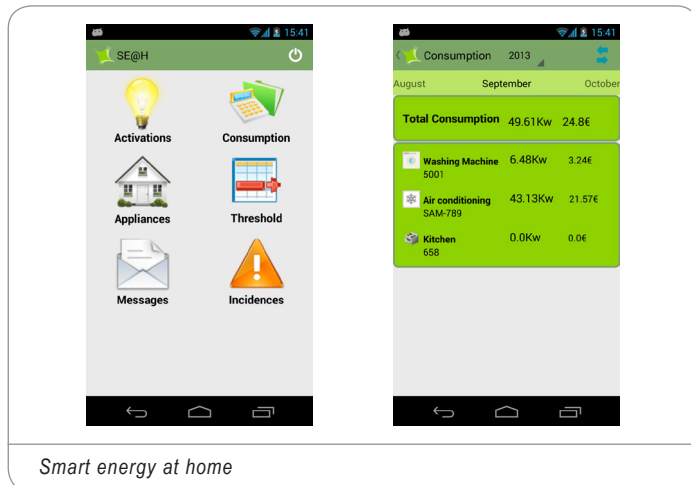 15:41
SE@H
Activations
Consumption
Appliances
Threshold
Messages
Incidences
15:41
Consumption 2013
August September October
Total Consumption 49.61Kw 24.8€
Washing Machine 6.48Kw 3.24€
5001
Air conditioning 43.13Kw 21.57€
SAM-789
Kitchen 0.0Kw 0.0€
658
Smart energy at home